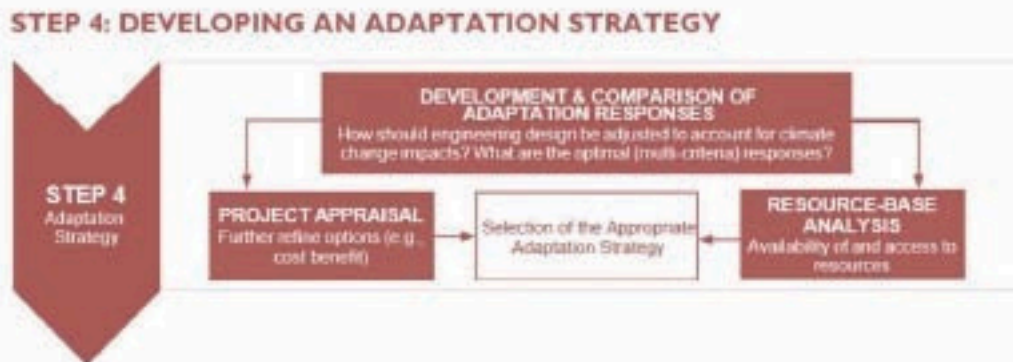 STEP 4: DEVELOPING AN ADAPTATION STRATEGY
DEVELOPMENT & COMPARISON OF
ADAPTATION RESPONSES
How should engineering design be adjusted to account for climate
change impacts? What are the optimal (multi-criteria) responses?
STEP 4
Adaptation
Strategy
PROJECT APPRAISAL
Further refine options (e.g.,
cost benefit)
Selection of the Appropriate
Adaptation Strategy
RESOURCE-BASE
ANALYSIS
Availability of and access to
resources